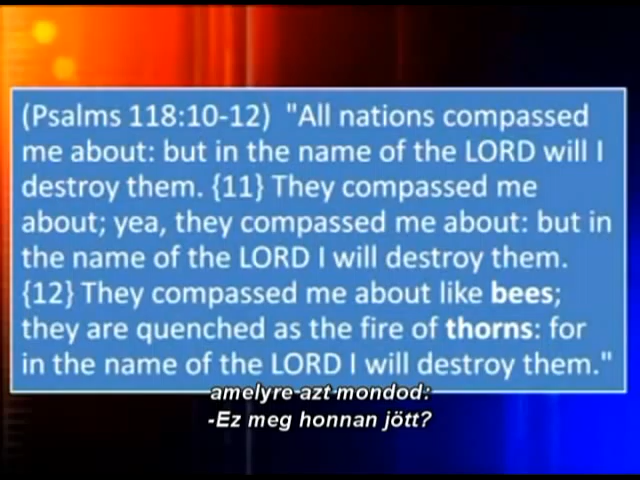 (Psalms 118:10-12)  "All nations compassed
me about: but in the name of the LORD will I
destroy them. {11} They compassed me
about; yea, they compassed me about: but in
the name of the LORD I will destroy them.
{12} They compassed me about like bees;
they are quenched as the fire of thorns: for
in the name of the LORD I will destroy them."
amelyre azt mondod:
-Ez meg honnan jött?